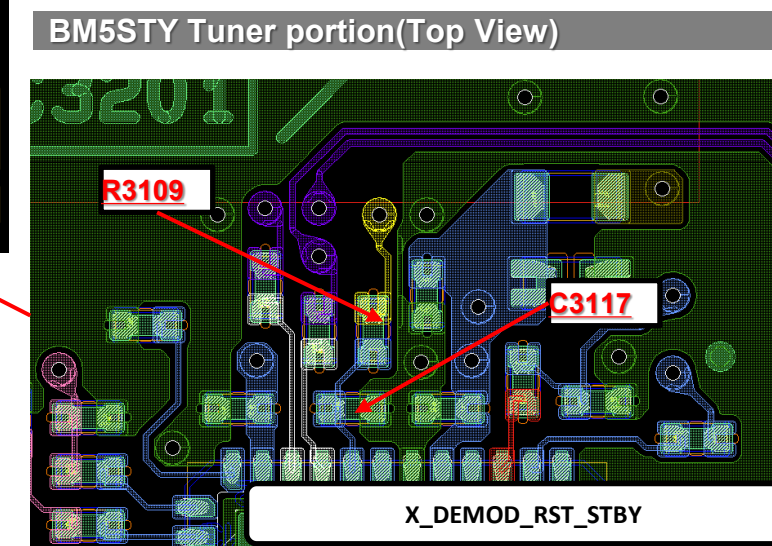 BM5STY Tuner portion(Top View)
C3201
R3109
C3117
X_DEMOD_RST_STBY